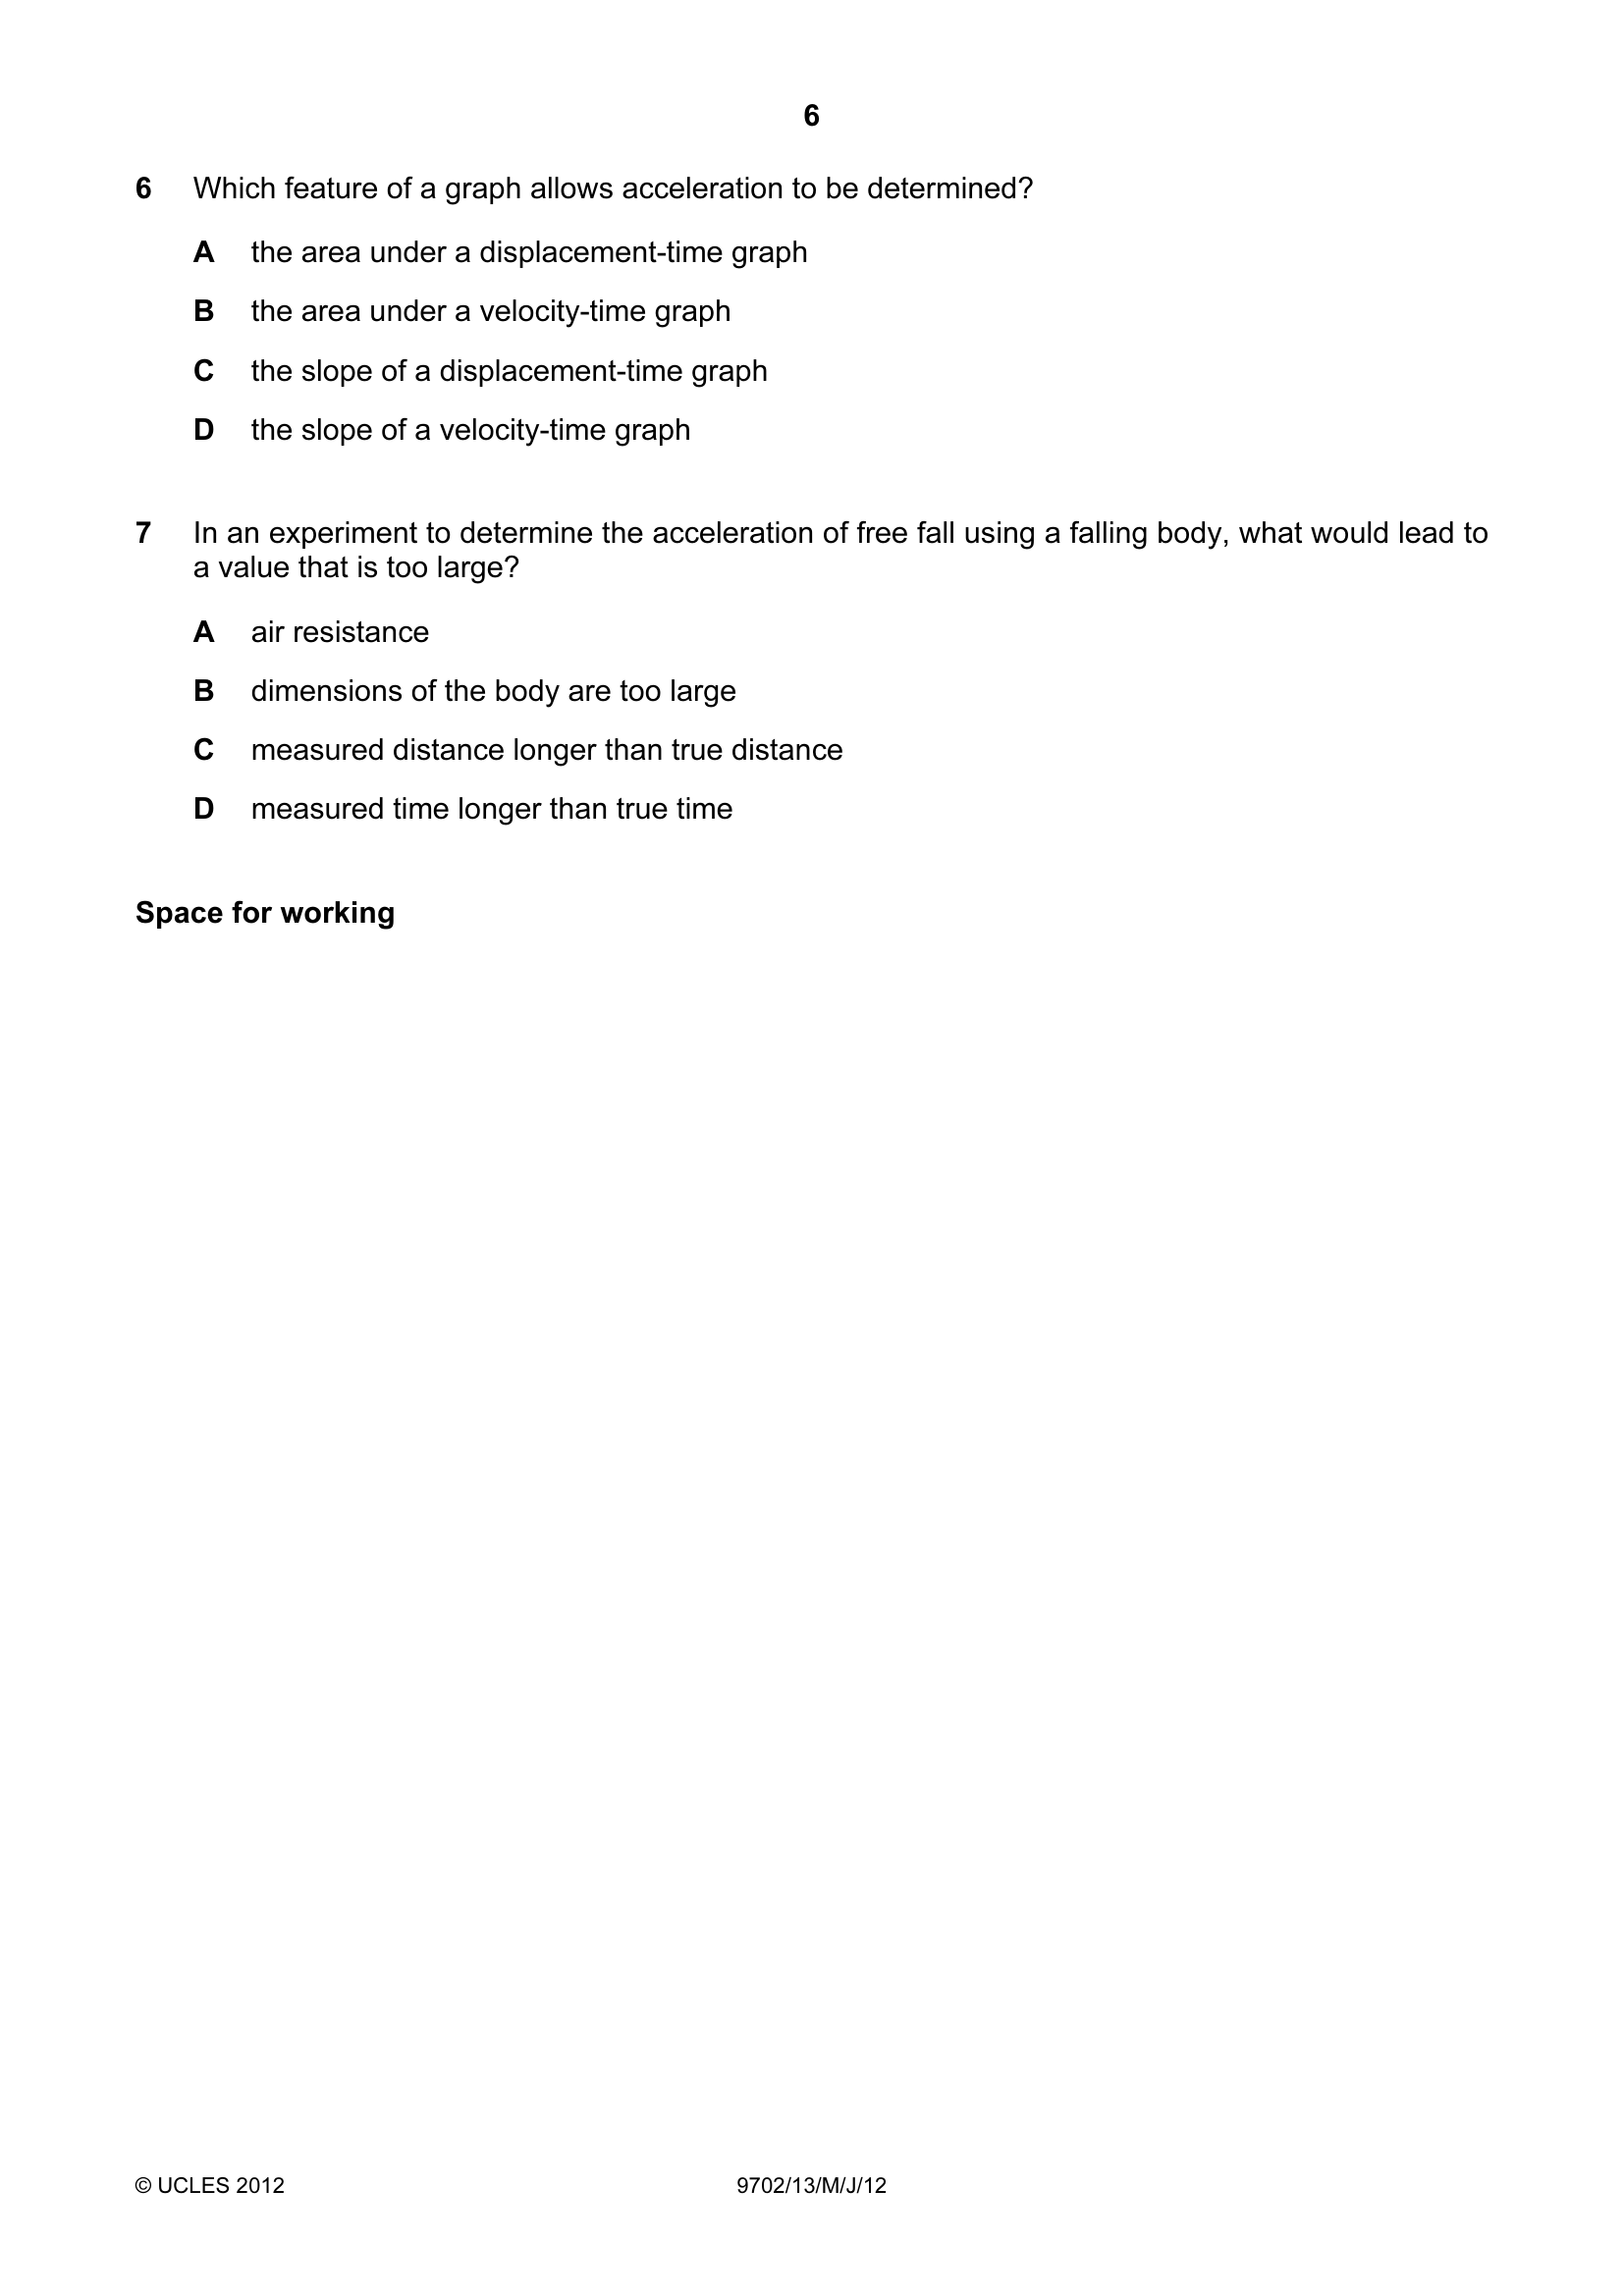 6
6 Which feature of a graph allows acceleration to be determined?
A the area under a displacement-time graph
B the area under a velocity-time graph
C the slope of a displacement-time graph
D the slope of a velocity-time graph
7 In an experiment to determine the acceleration of free fall using a falling body, what would lead to
a value that is too large?
A air resistance
B dimensions of the body are too large
C measured distance longer than true distance
D measured time longer than true time
Space for working
© UCLES 2012 9702/13/M/J/12